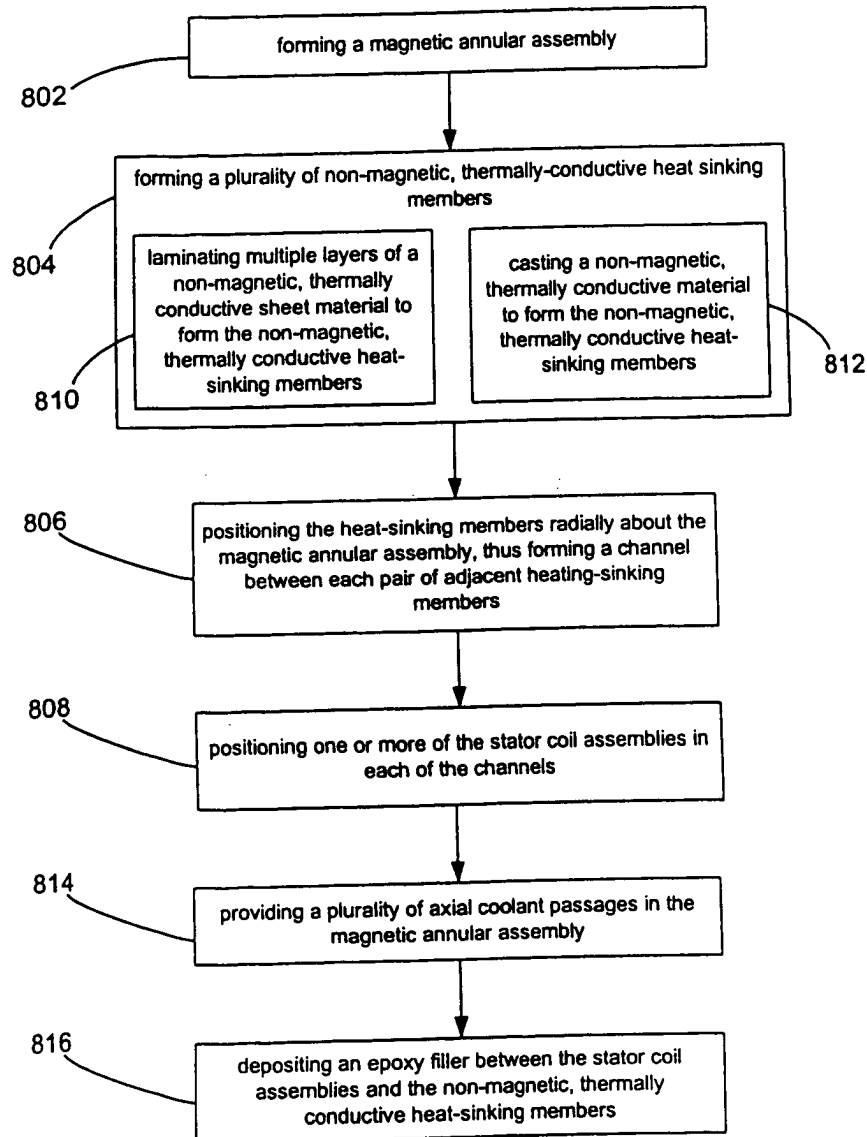 forming a magnetic annular assembly
802
forming a plurality of non-magnetic, thermally-conductive heat sinking
members
804
laminating multiple layers of a
non-magnetic, thermally
conductive sheet material to
form the non-magnetic,
thermally conductive heat-
sinking members
810
casting a non-magnetic,
thermally conductive material
to form the non-magnetic,
thermally conductive heat-
sinking members
812
806
positioning the heat-sinking members radially about the
magnetic annular assembly, thus forming a channel
between each pair of adjacent heating-sinking
members
808
positioning one or more of the stator coil assemblies in
each of the channels
814
providing a plurality of axial coolant passages in the
magnetic annular assembly
816
depositing an epoxy filler between the stator coil
assemblies and the non-magnetic, thermally
conductive heat-sinking members